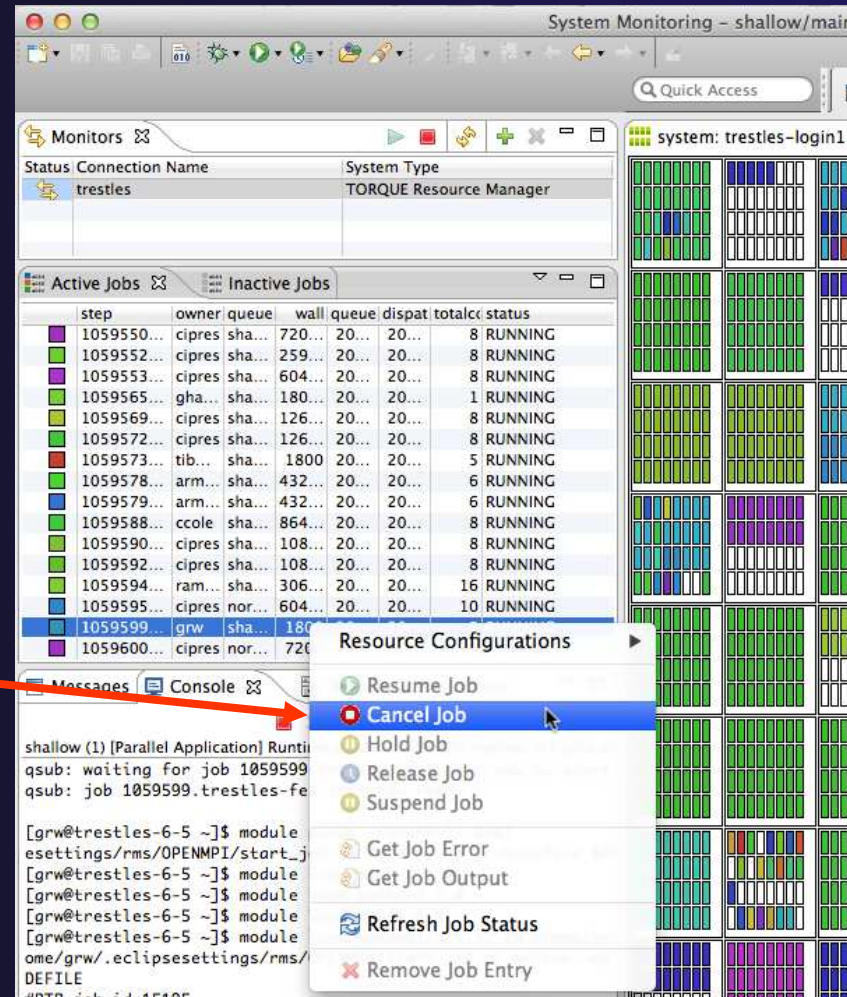 System Monitoring - shallow/main
Quick Access
Monitors
system: trestles-login1
Status Connection Name System Type
trestles TORQUE Resource Manager
Active Jobs Inactive Jobs
step owner queue wall queue dispat totalcc status
1059550... cipres sha... 720... 20... 20... 8 RUNNING
1059552... cipres sha... 259... 20... 20... 8 RUNNING
1059553... cipres sha... 604... 20... 20... 8 RUNNING
1059565... gha... sha... 180... 20... 20... 1 RUNNING
1059569... cipres sha... 126... 20... 20... 8 RUNNING
1059572... cipres sha... 126... 20... 20... 8 RUNNING
1059573... tib... sha... 1800 20... 20... 5 RUNNING
1059578... arm... sha... 432... 20... 20... 6 RUNNING
1059579... arm... sha... 432... 20... 20... 6 RUNNING
1059588... ccole sha... 864... 20... 20... 8 RUNNING
1059590... cipres sha... 108... 20... 20... 8 RUNNING
1059592... cipres sha... 108... 20... 20... 8 RUNNING
1059594... ram... sha... 306... 20... 20... 16 RUNNING
1059595... cipres nor... 604... 20... 20... 10 RUNNING
1059599... grw sha... 180
1059600... cipres nor... 720
Resource Configurations
Resume Job
Cancel Job
Hold Job
Release Job
Suspend Job
Get Job Error
Get Job Output
Refresh Job Status
Remove Job Entry
Messages Console
shallow (1) [Parallel Application] Runti
qsub: waiting for job 1059599
qsub: job 1059599.trestles-fe
[grw@trestles-6-5 ~]$ module
esettings/rms/OPENMPI/start_j
[grw@trestles-6-5 ~]$ module
[grw@trestles-6-5 ~]$ module
[grw@trestles-6-5 ~]$ module
[grw@trestles-6-5 ~]$ module
ome/grw/.eclipsesettings/rms/
DEFILE